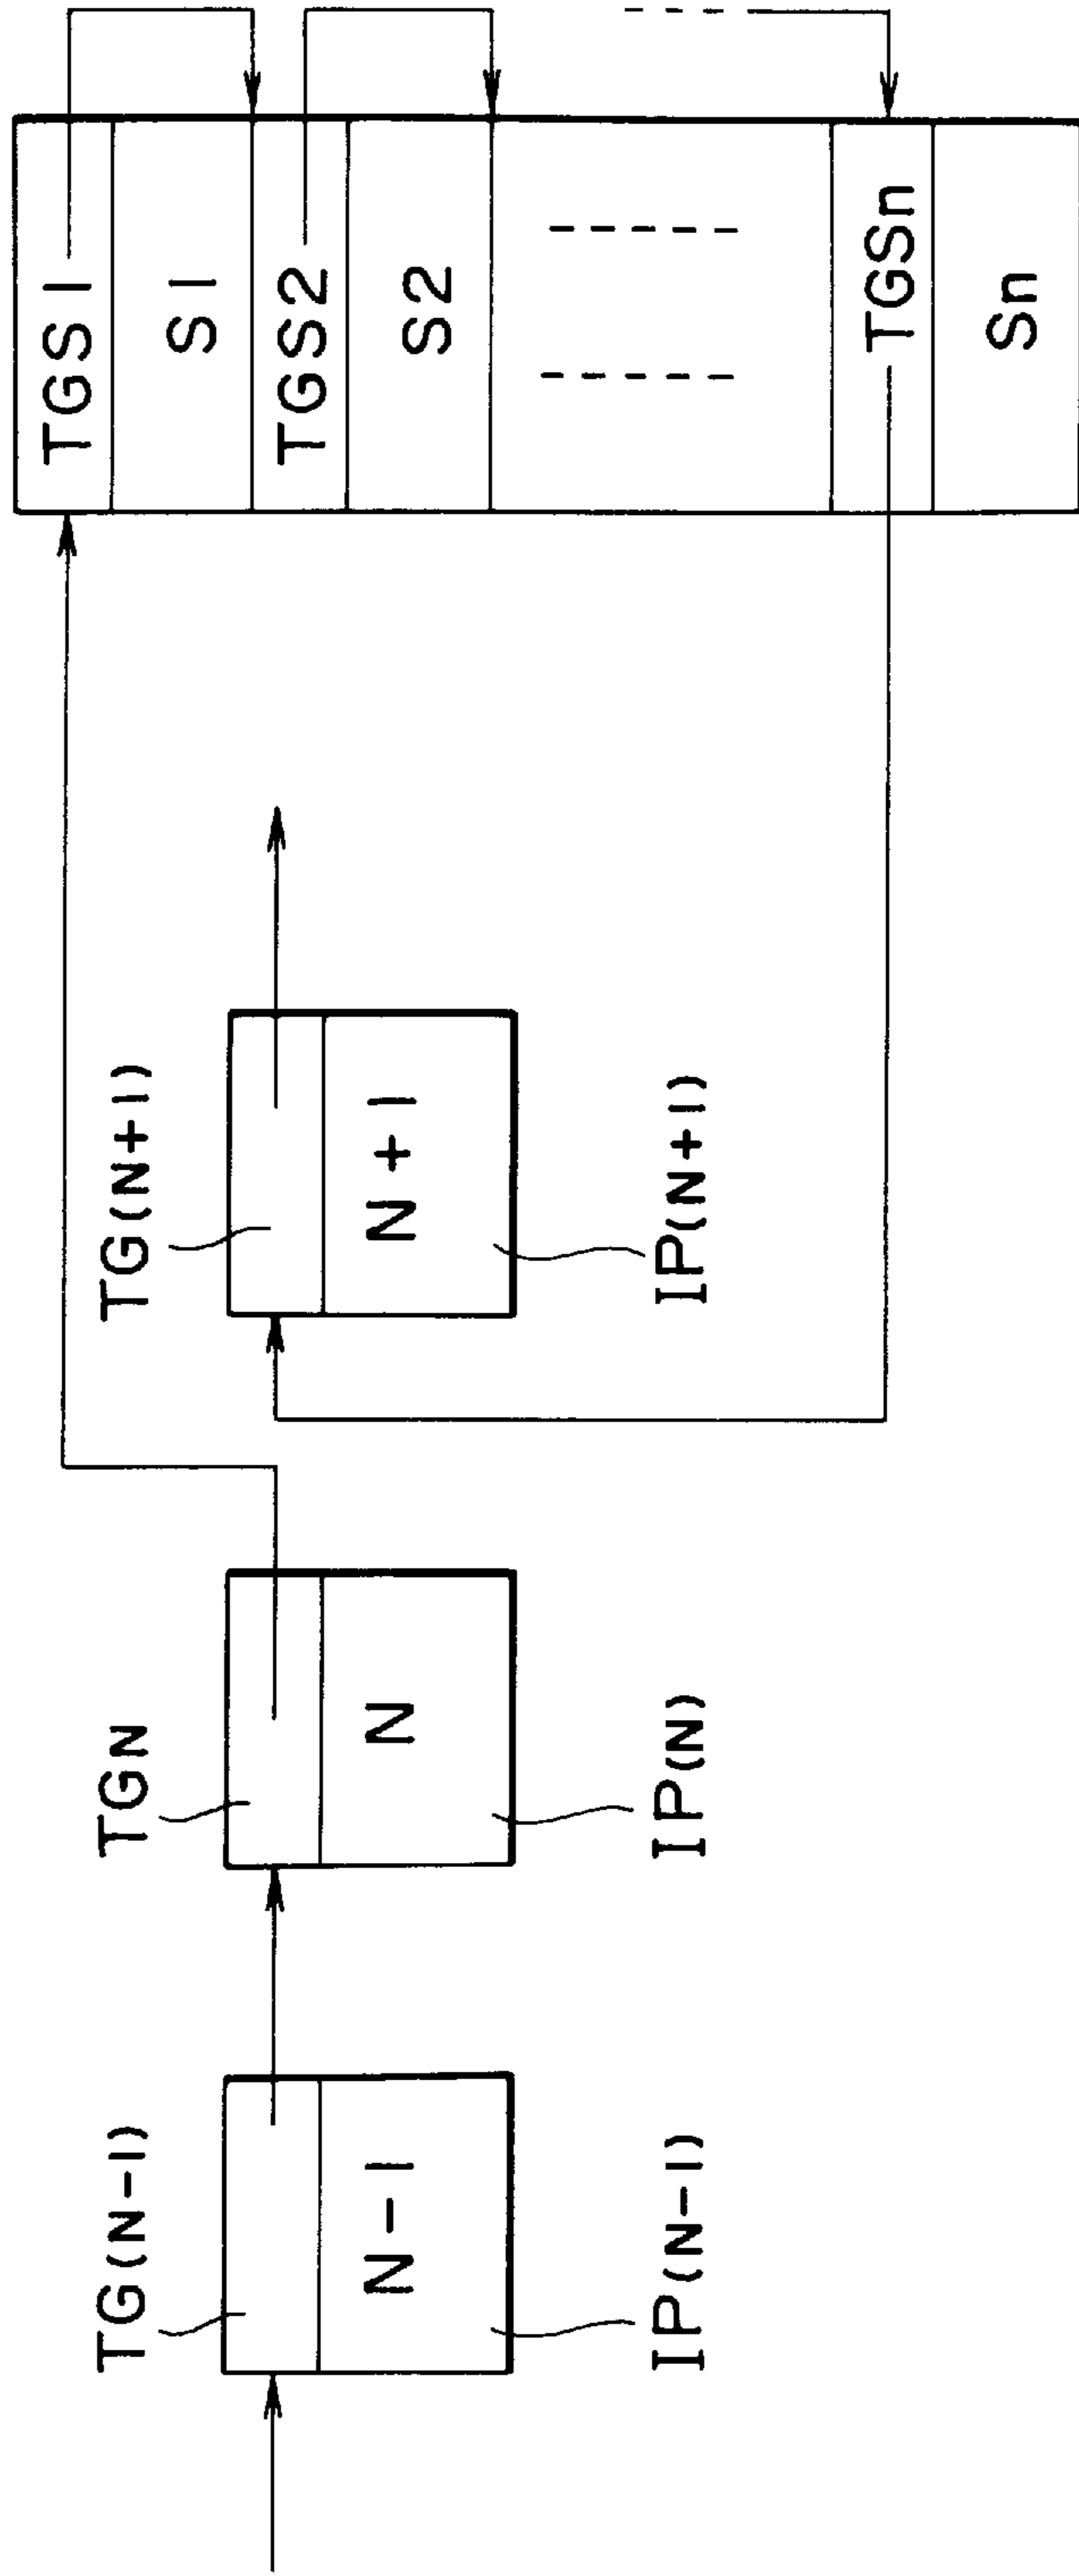 TG(N-1)
N-1
IP(N-1)
TGN
N
IP(N)
TG(N+1)
N+1
IP(N+1)
TGS1
S1
TGS2
S2
TGSn
Sn